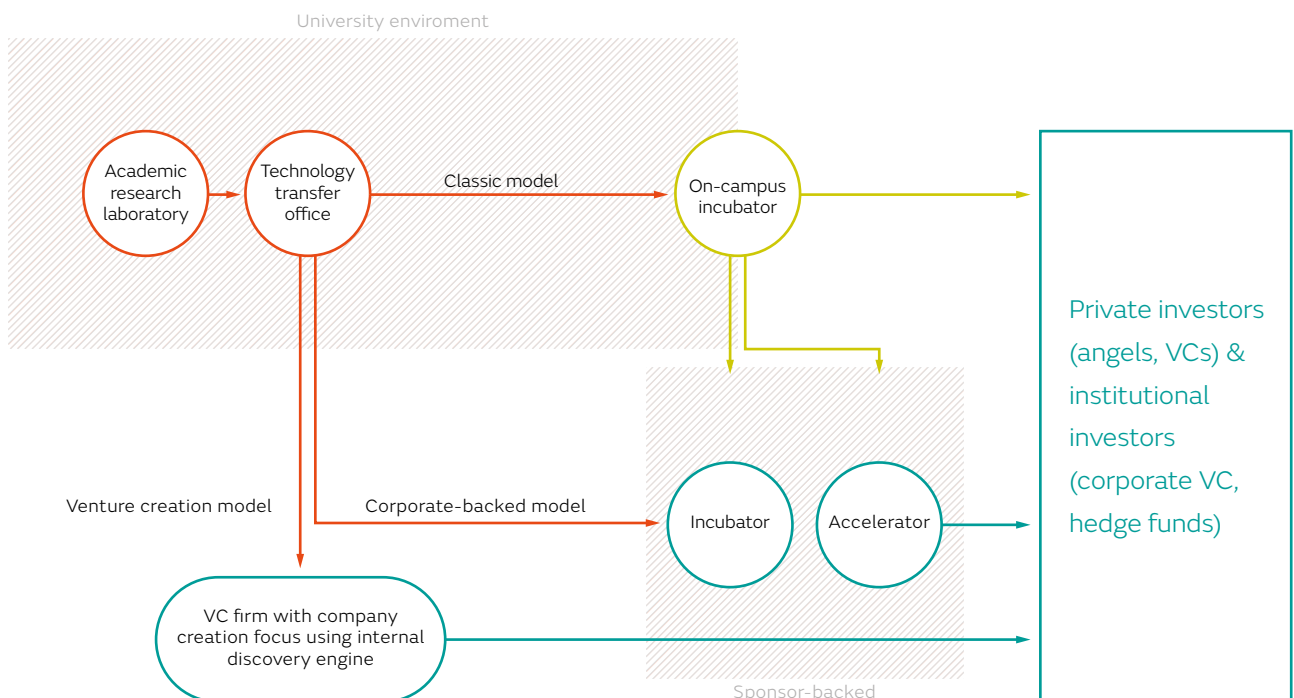 University enviroment
Academic
research
laboratory
Technology
transfer
office
Classic model
On-campus
incubator
Private investors
(angels, VCs) &
institutional
investors
(corporate VC,
hedge funds)
Venture creation model
Corporate-backed model
Incubator
Accelerator
VC firm with company
creation focus using internal
discovery engine
Sponsor-backed